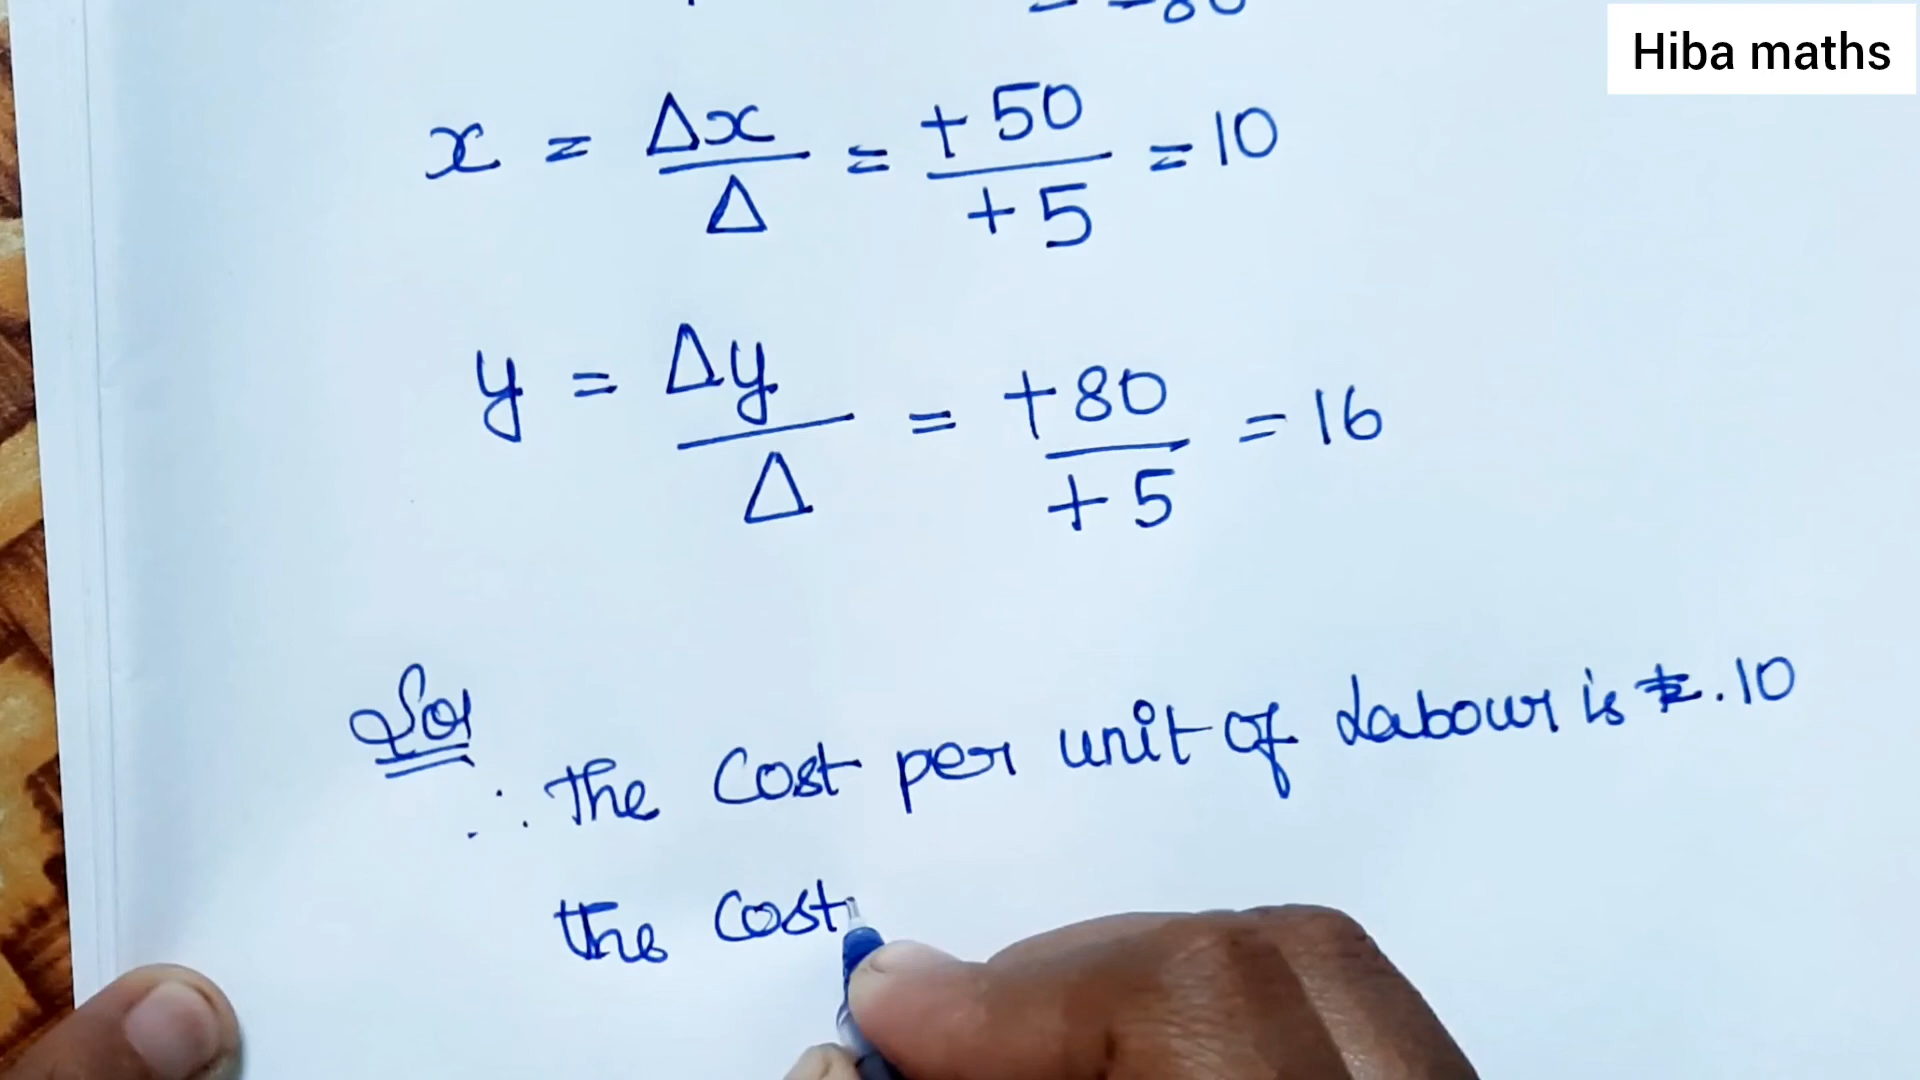 = -80
Hiba maths
x = Δx / Δ = +50 / +5 = 10
y = Δy / Δ = +80 / +5 = 16
Sol
∴ The Cost per unit of Labour is ₹.10
the Cost